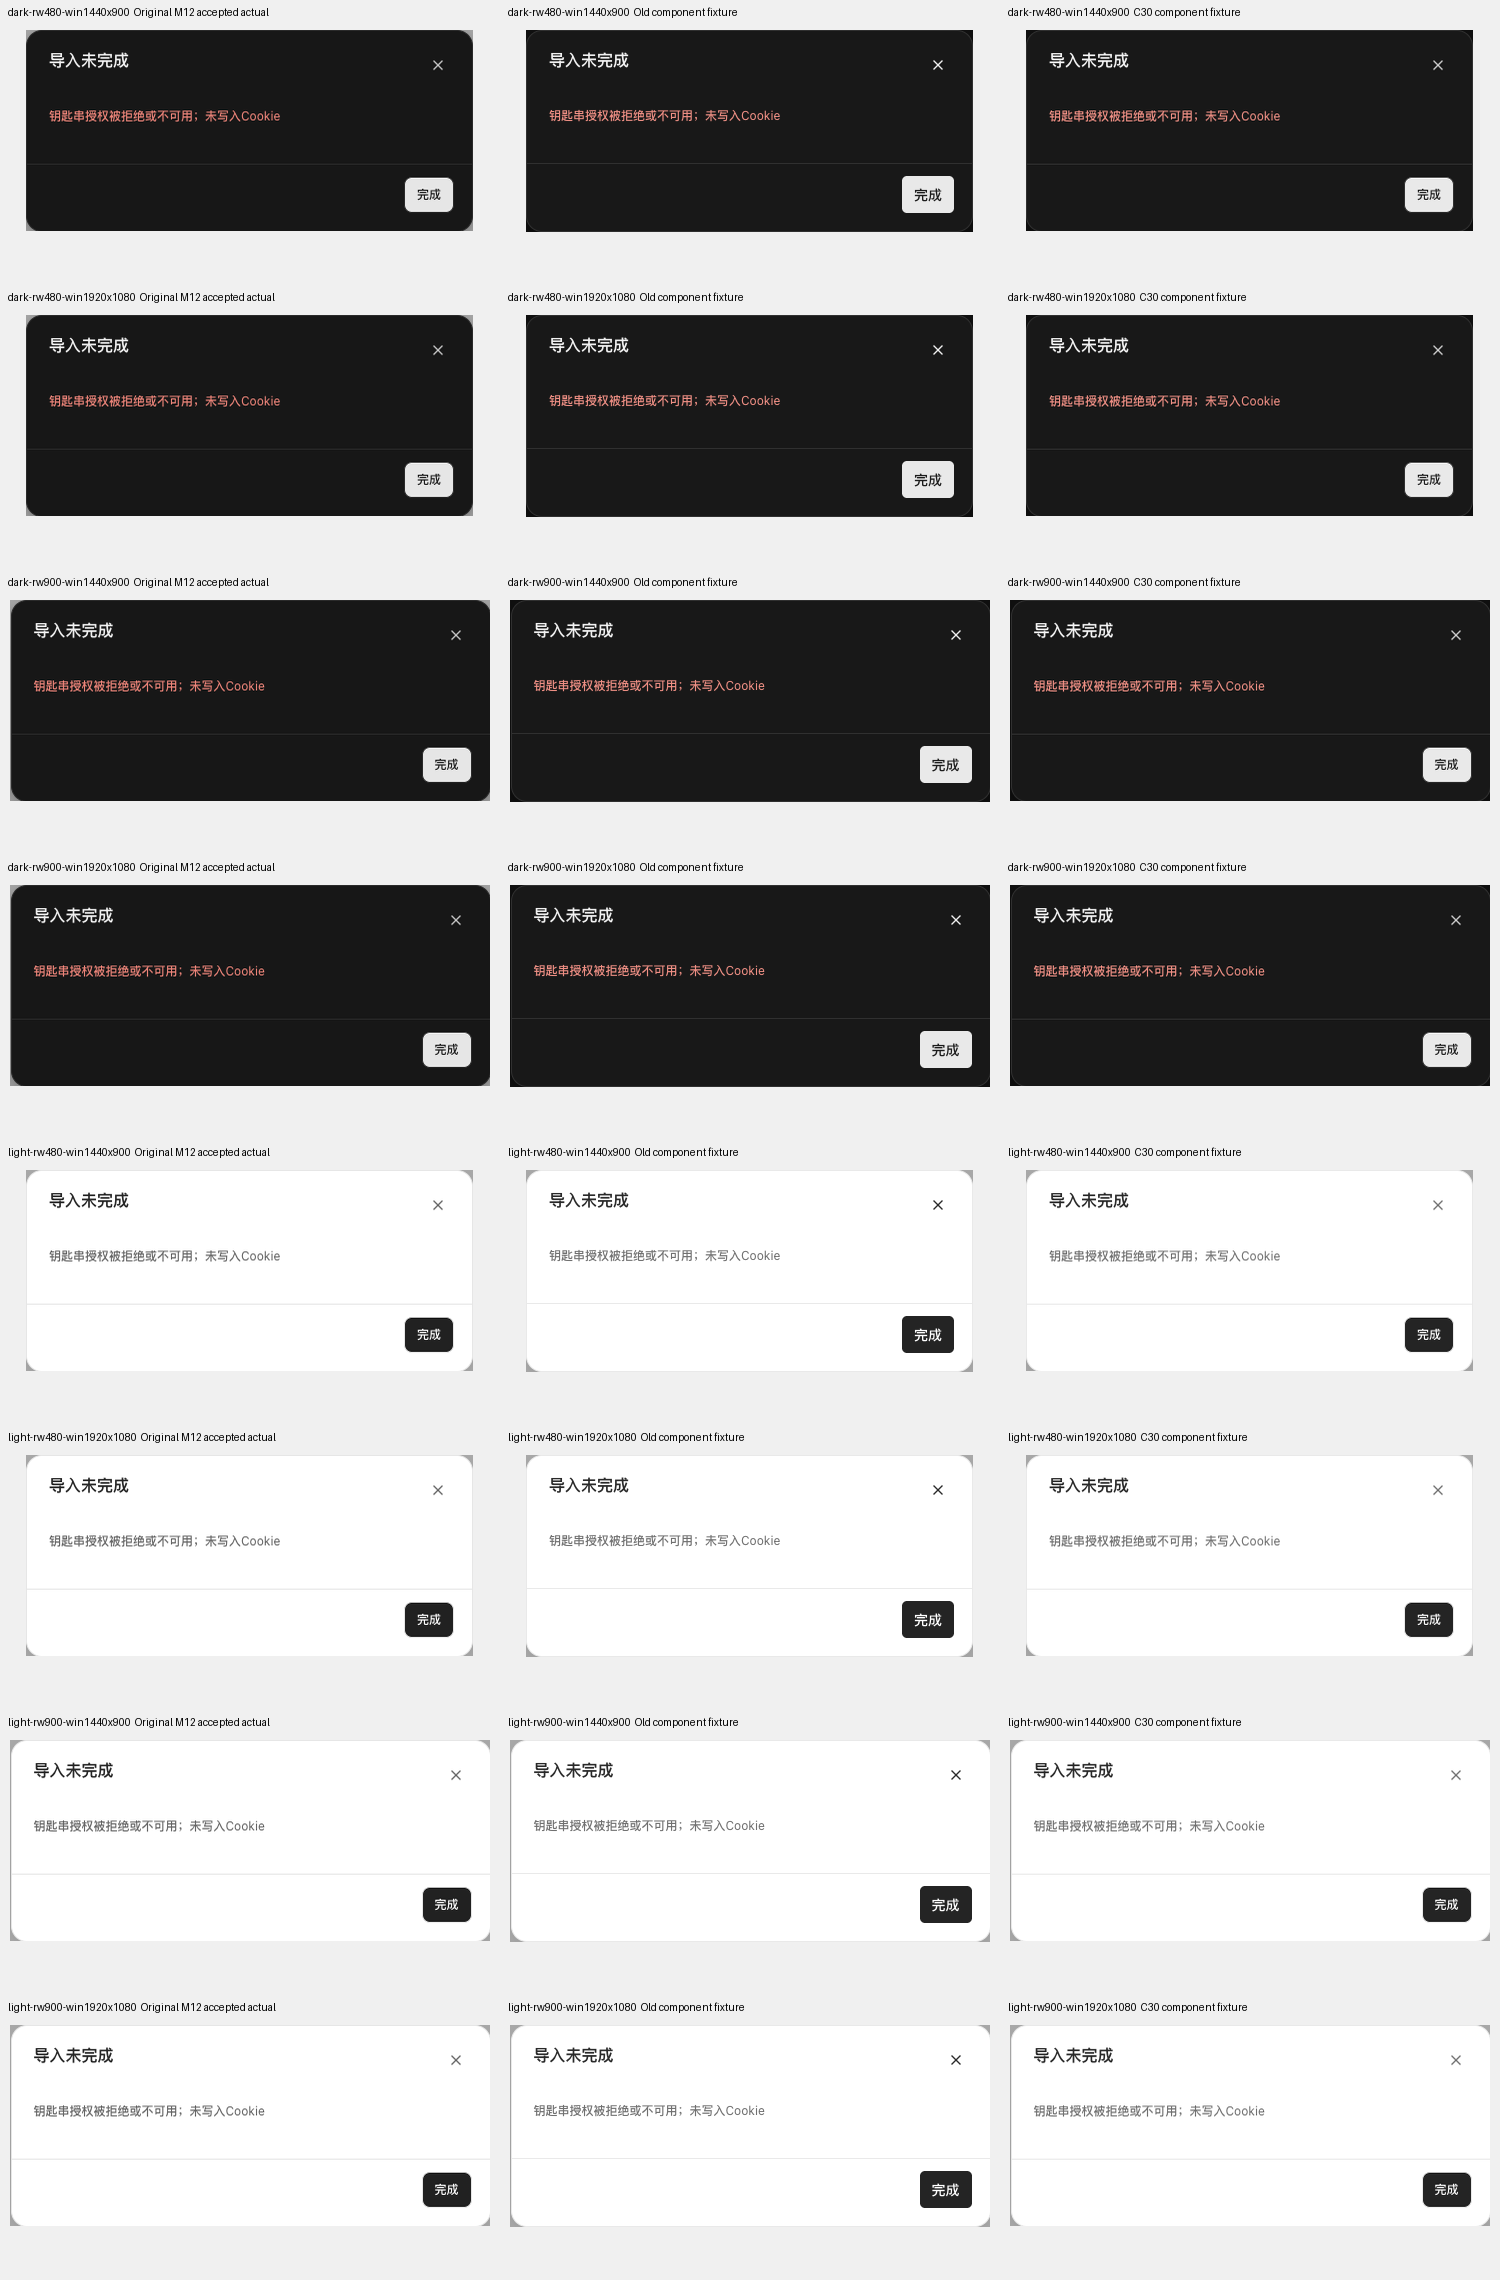 dark-rw480-win1440x900 Original M12 accepted actual
dark-rw480-win1440x900 Old component fixture
dark-rw480-win1440x900 C30 component fixture
导入未完成
导入未完成
导入未完成
钥匙串授权被拒绝或不可用；未写入Cookie
钥匙串授权被拒绝或不可用；未写入Cookie
钥匙串授权被拒绝或不可用；未写入Cookie
完成
完成
完成
dark-rw480-win1920x1080 Original M12 accepted actual
dark-rw480-win1920x1080 Old component fixture
dark-rw480-win1920x1080 C30 component fixture
导入未完成
导入未完成
导入未完成
钥匙串授权被拒绝或不可用；未写入Cookie
钥匙串授权被拒绝或不可用；未写入Cookie
钥匙串授权被拒绝或不可用；未写入Cookie
完成
完成
完成
dark-rw900-win1440x900 Original M12 accepted actual
dark-rw900-win1440x900 Old component fixture
dark-rw900-win1440x900 C30 component fixture
导入未完成
导入未完成
导入未完成
钥匙串授权被拒绝或不可用；未写入Cookie
钥匙串授权被拒绝或不可用；未写入Cookie
钥匙串授权被拒绝或不可用；未写入Cookie
完成
完成
完成
dark-rw900-win1920x1080 Original M12 accepted actual
dark-rw900-win1920x1080 Old component fixture
dark-rw900-win1920x1080 C30 component fixture
导入未完成
导入未完成
导入未完成
钥匙串授权被拒绝或不可用；未写入Cookie
钥匙串授权被拒绝或不可用；未写入Cookie
钥匙串授权被拒绝或不可用；未写入Cookie
完成
完成
完成
light-rw480-win1440x900 Original M12 accepted actual
light-rw480-win1440x900 Old component fixture
light-rw480-win1440x900 C30 component fixture
导入未完成
导入未完成
导入未完成
钥匙串授权被拒绝或不可用；未写入Cookie
钥匙串授权被拒绝或不可用；未写入Cookie
钥匙串授权被拒绝或不可用；未写入Cookie
完成
完成
完成
light-rw480-win1920x1080 Original M12 accepted actual
light-rw480-win1920x1080 Old component fixture
light-rw480-win1920x1080 C30 component fixture
导入未完成
导入未完成
导入未完成
钥匙串授权被拒绝或不可用；未写入Cookie
钥匙串授权被拒绝或不可用；未写入Cookie
钥匙串授权被拒绝或不可用；未写入Cookie
完成
完成
完成
light-rw900-win1440x900 Original M12 accepted actual
light-rw900-win1440x900 Old component fixture
light-rw900-win1440x900 C30 component fixture
导入未完成
导入未完成
导入未完成
钥匙串授权被拒绝或不可用；未写入Cookie
钥匙串授权被拒绝或不可用；未写入Cookie
钥匙串授权被拒绝或不可用；未写入Cookie
完成
完成
完成
light-rw900-win1920x1080 Original M12 accepted actual
light-rw900-win1920x1080 Old component fixture
light-rw900-win1920x1080 C30 component fixture
导入未完成
导入未完成
导入未完成
钥匙串授权被拒绝或不可用；未写入Cookie
钥匙串授权被拒绝或不可用；未写入Cookie
钥匙串授权被拒绝或不可用；未写入Cookie
完成
完成
完成